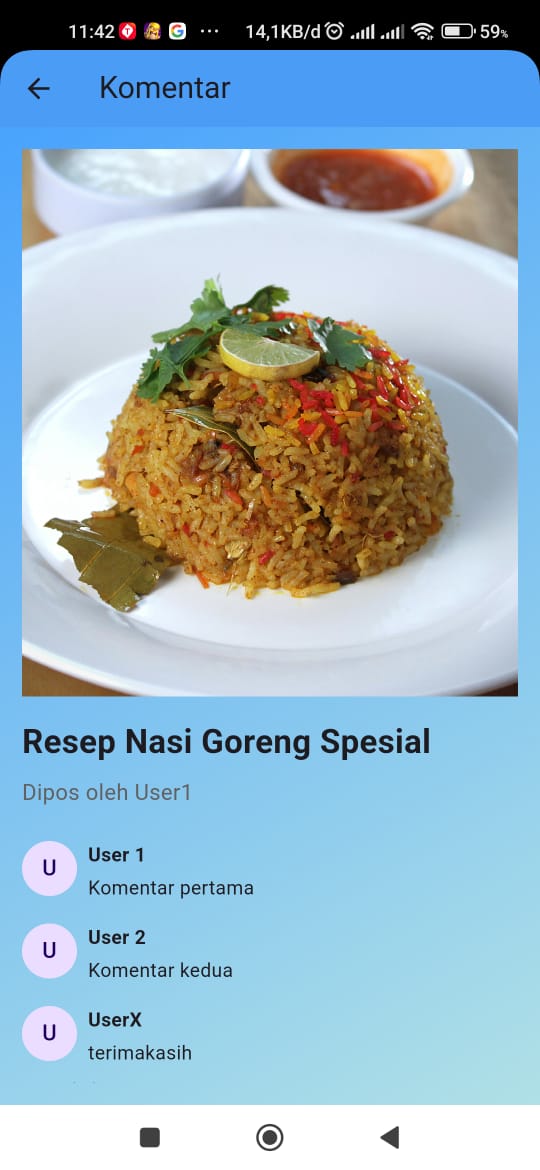 11:42 14,1KB/d 59%
Komentar
Resep Nasi Goreng Spesial
Dipos oleh User1
U
User 1
Komentar pertama
U
User 2
Komentar kedua
U
UserX
terimakasih